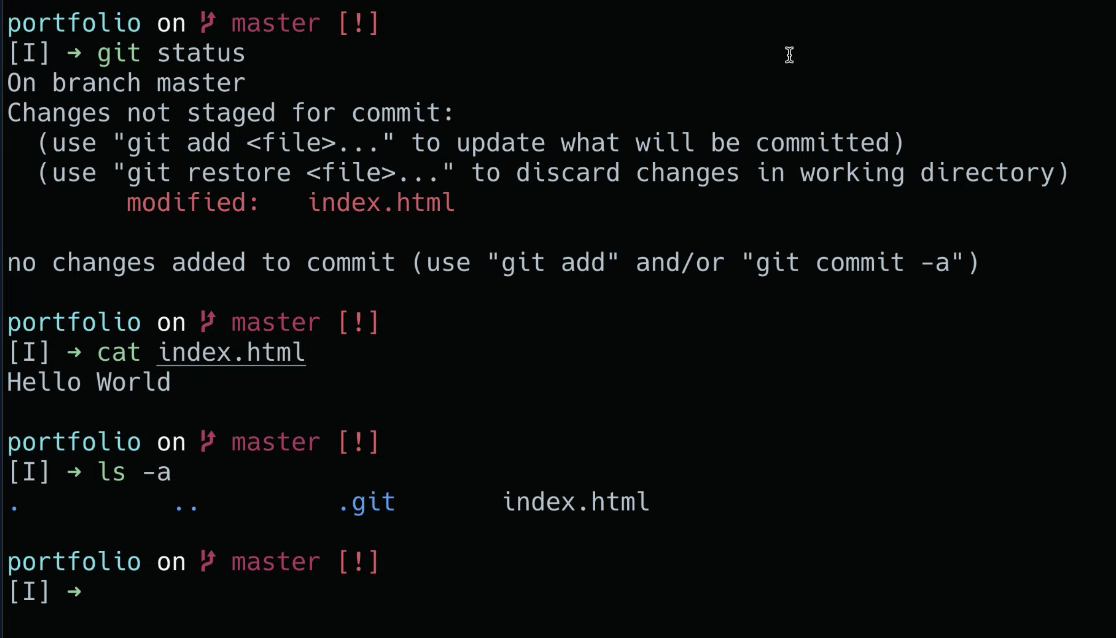 portfolio on master [!]
[I] ➜ git status
On branch master
Changes not staged for commit:
  (use "git add <file>..." to update what will be committed)
  (use "git restore <file>..." to discard changes in working directory)
        modified:   index.html

no changes added to commit (use "git add" and/or "git commit -a")

portfolio on master [!]
[I] ➜ cat index.html
Hello World

portfolio on master [!]
[I] ➜ ls -a
.          ..         .git       index.html

portfolio on master [!]
[I] ➜